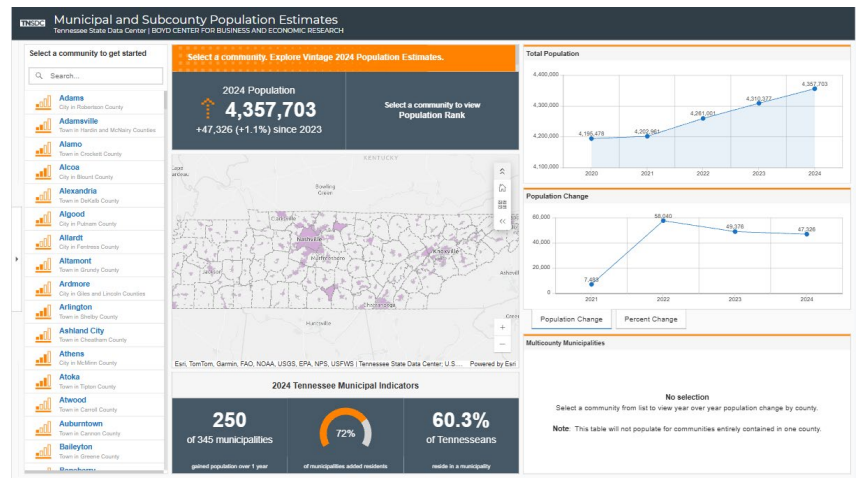 TNSDC
Municipal and Subcounty Population Estimates
Tennessee State Data Center | BOYD CENTER FOR BUSINESS AND ECONOMIC RESEARCH
Select a community to get started
Search...
Adams
City in Robertson County
Adamsville
Town in Hardin and McNairy Counties
Alamo
Town in Crockett County
Alcoa
City in Blount County
Alexandria
Town in DeKalb County
Algood
City in Putnam County
Allardt
City in Fentress County
Altamont
Town in Grundy County
Ardmore
City in Giles and Lincoln Counties
Arlington
Town in Shelby County
Ashland City
Town in Cheatham County
Athens
City in McMinn County
Atoka
Town in Tipton County
Atwood
Town in Carroll County
Auburntown
Town in Cannon County
Baileyton
Town in Greene County
Select a community. Explore Vintage 2024 Population Estimates.
2024 Population
4,357,703
+47,326 (+1.1%) since 2023
Select a community to view
Population Rank
KENTUCKY
Bowling
Green
Clarksville
Nashville
Murfreesboro
Knoxville
Jackson
Chattanooga
Huntsville
Esri, TomTom, Garmin, FAO, NOAA, USGS, EPA, NPS, USFWS | Tennessee State Data Center; U.S... Powered by Esri
2024 Tennessee Municipal Indicators
250
of 345 municipalities
gained population over 1 year
72%
of municipalities added residents
60.3%
of Tennesseans
reside in a municipality
Total Population
4,400,000
4,300,000
4,200,000
4,100,000
4,195,478
4,202,961
4,261,001
4,310,377
4,357,703
2020 2021 2022 2023 2024
Population Change
60,000
40,000
20,000
0
7,483
58,040
49,376
47,326
2021 2022 2023 2024
Population Change Percent Change
Multicounty Municipalities
No selection
Select a community from list to view year over year population change by county.
Note: This table will not populate for communities entirely contained in one county.